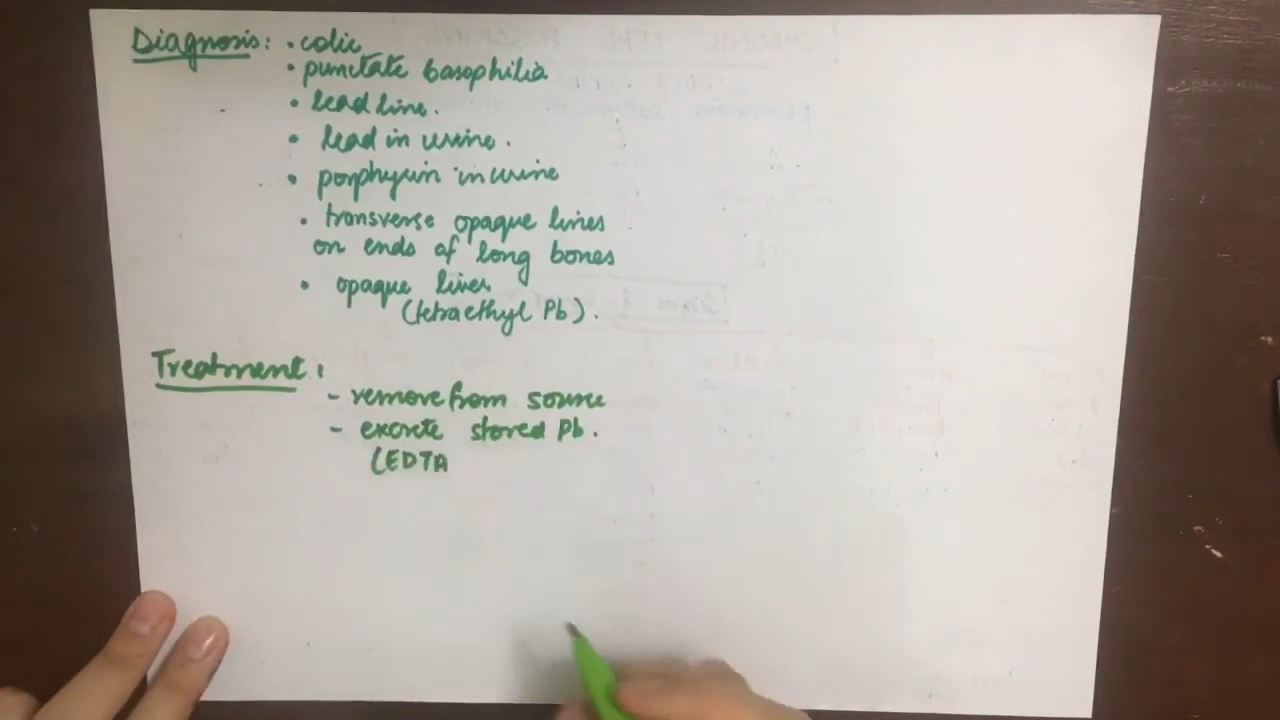 Diagnosis: • colic
• punctate basophilia
• lead line.
• lead in urine.
• porphyrin in urine
• transverse opaque lines
on ends of long bones
• opaque liver
(tetraethyl Pb).
Treatment:
- remove from source
- excrete stored Pb.
(EDTA